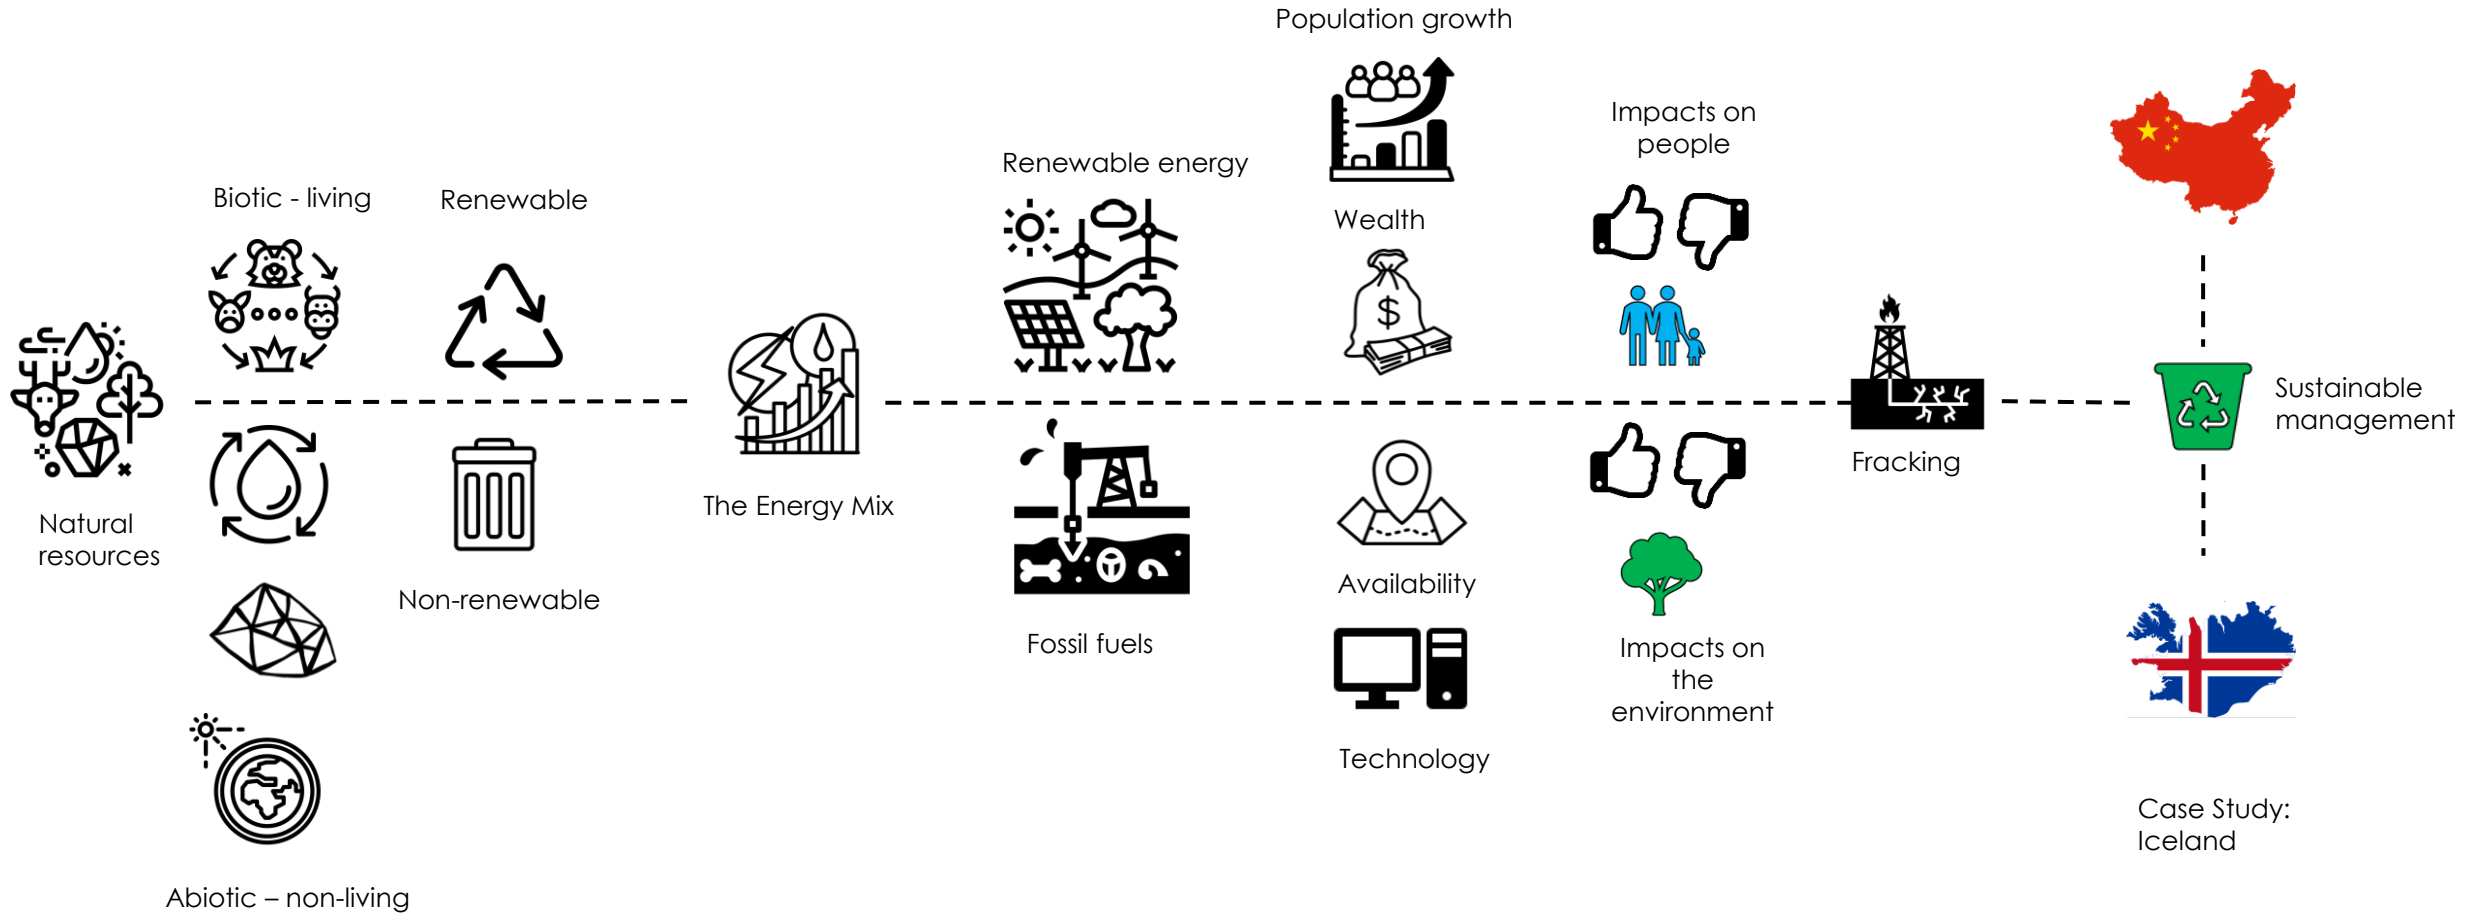 Natural
resources
Biotic - living
Abiotic – non-living
Renewable
Non-renewable
The Energy Mix
Renewable energy
Fossil fuels
Population growth
Wealth
$
Availability
Technology
Impacts on
people
Impacts on
the
environment
Fracking
Sustainable
management
Case Study:
Iceland